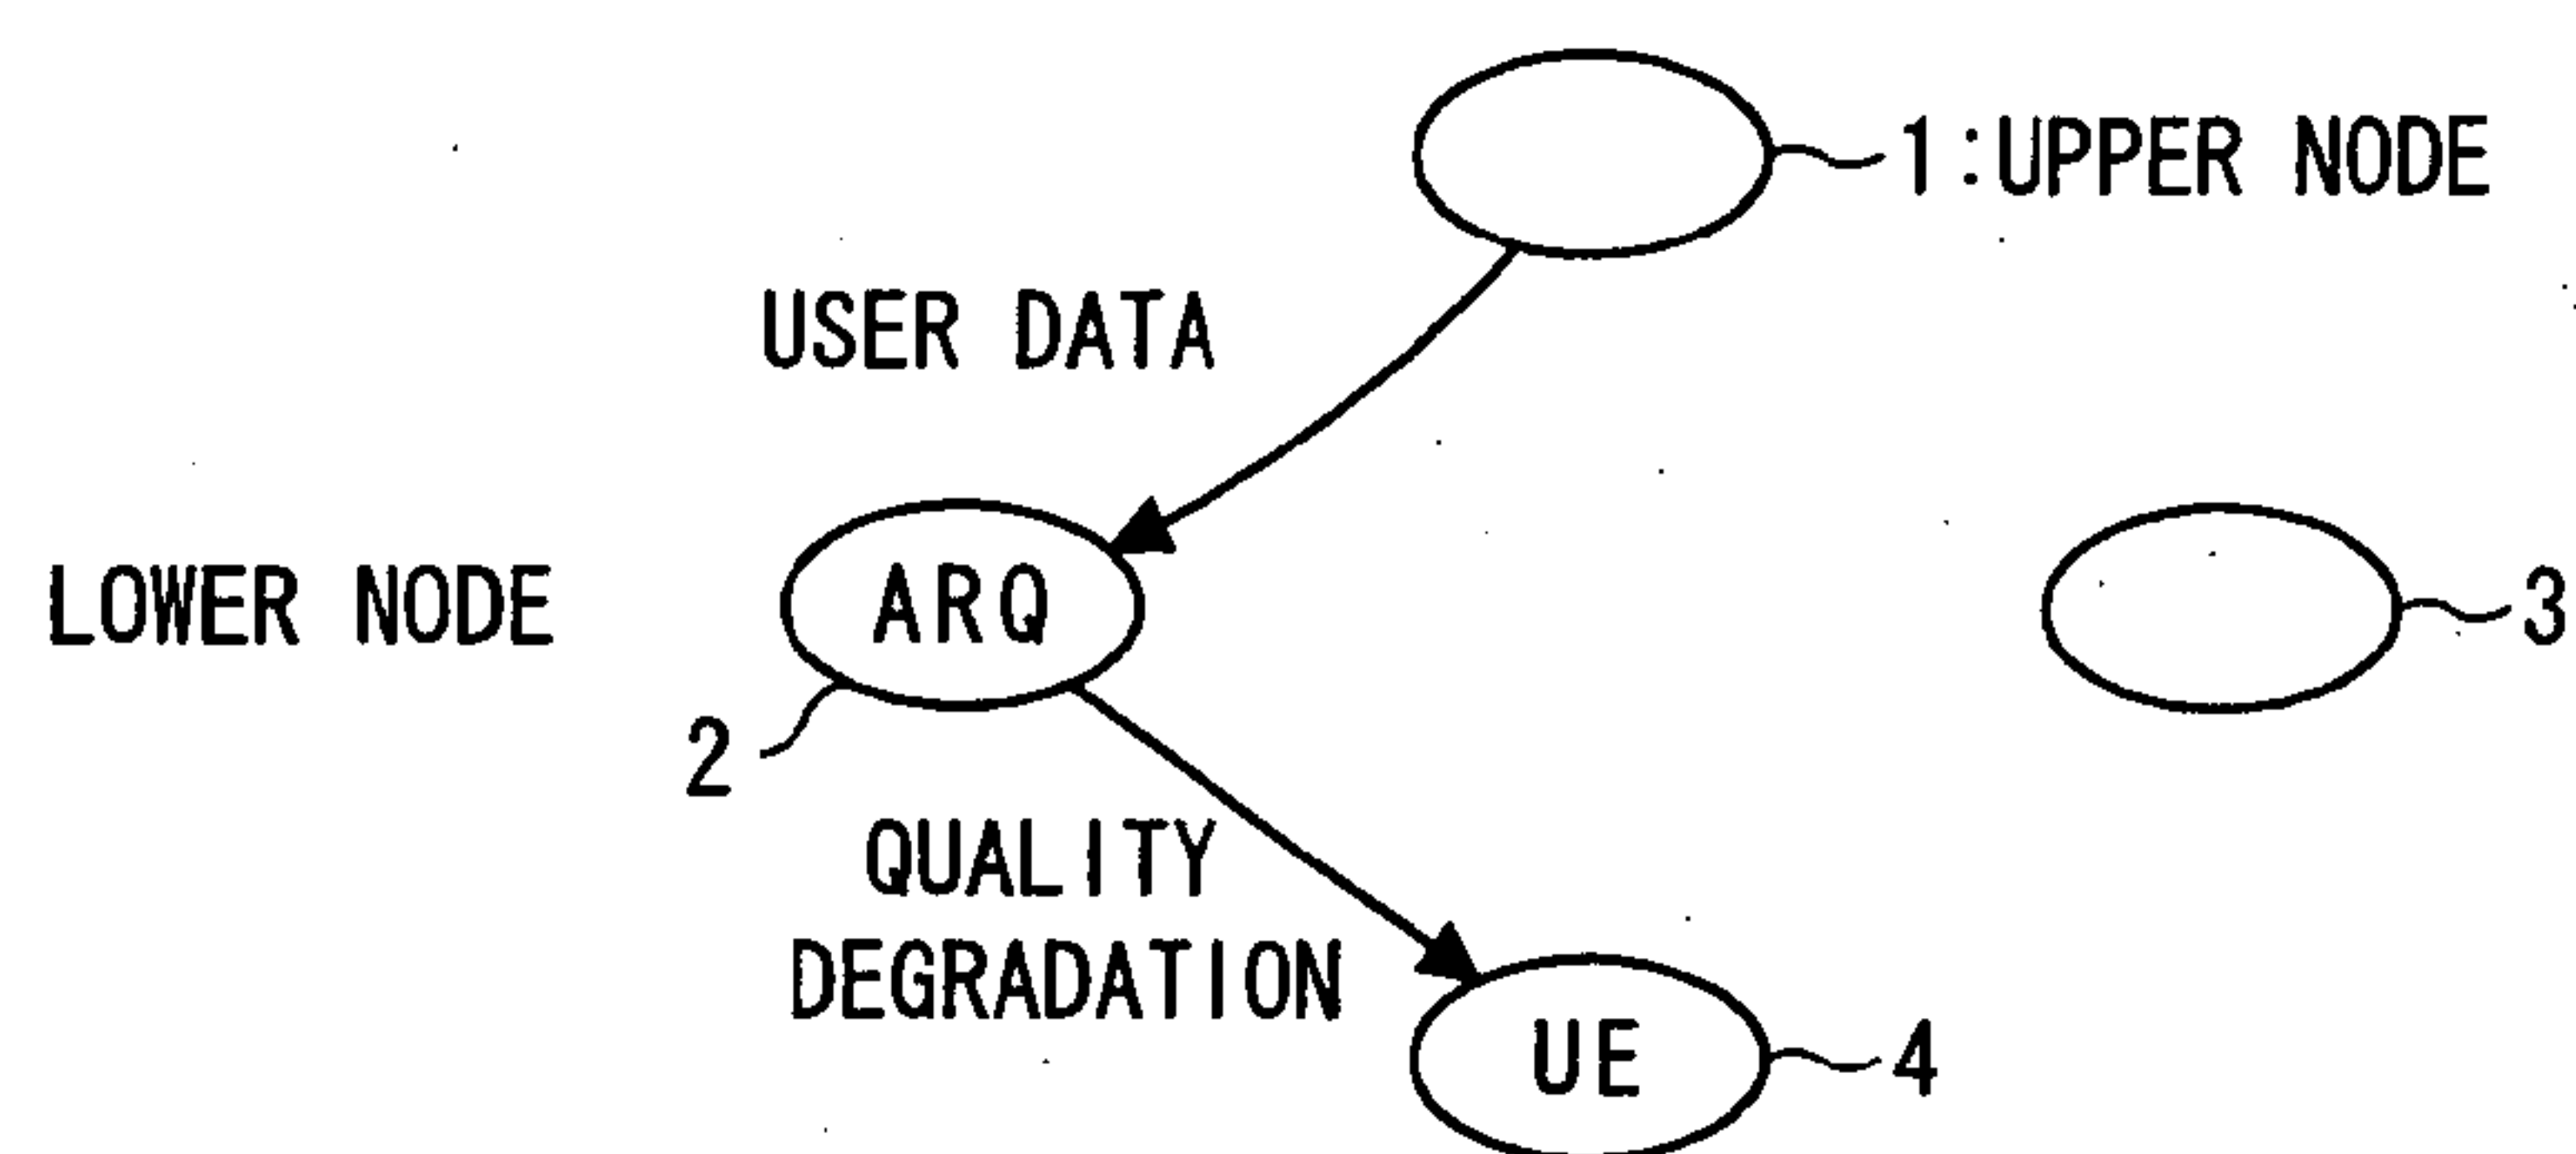 1:UPPER NODE
USER DATA
LOWER NODE
ARQ
3
2
QUALITY
DEGRADATION
UE
4